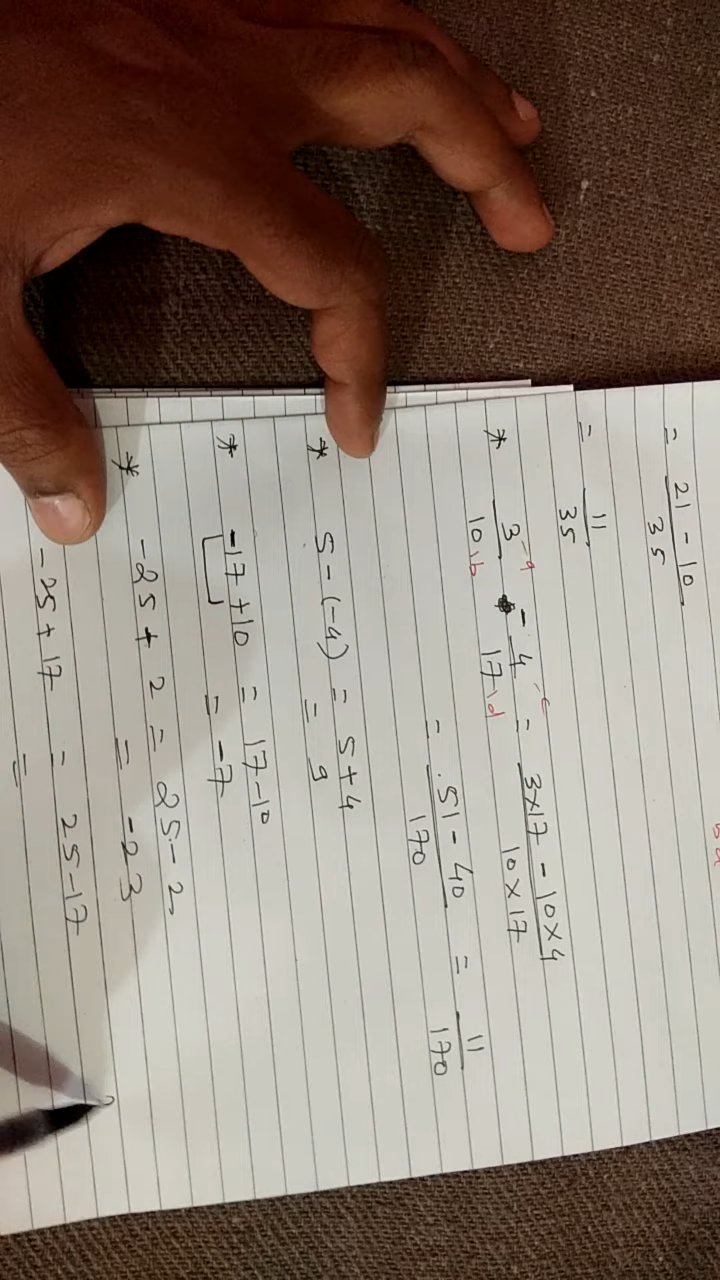 = 21 - 10 / 35
= 11 / 35
* 3 -a / 10 -b - 4 -c / 17 -d = 3×17 - 10×4 / 10×17
= 51 - 40 / 170 = 11 / 170
* 5 - (-4) = 5 + 4
= 9
* -17 + 10 = 17 - 10
= -7
* -25 + 2 = 25 - 2
= -23
-25 + 17 = 25 - 17
=